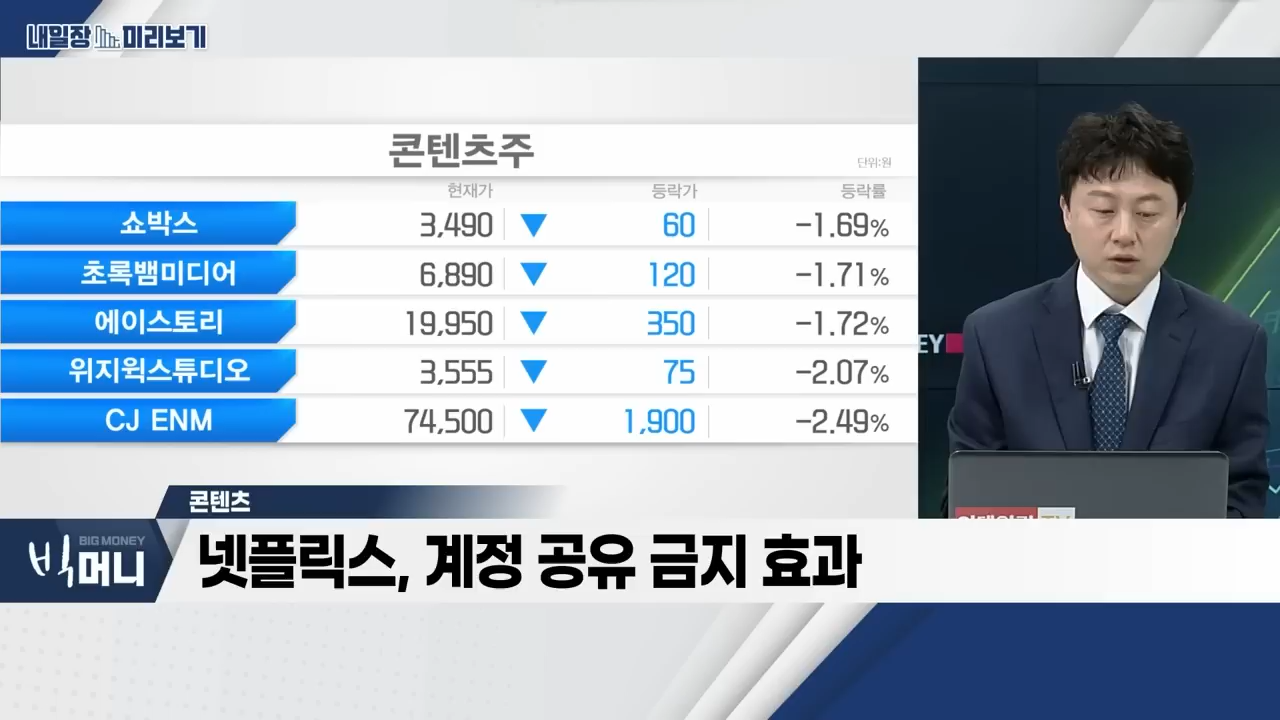 내일장 미리보기
콘텐츠주
단위:원
현재가 등락가 등락률
쇼박스 3,490 ▼ 60 -1.69%
초록뱀미디어 6,890 ▼ 120 -1.71%
에이스토리 19,950 ▼ 350 -1.72%
위지윅스튜디오 3,555 ▼ 75 -2.07%
CJ ENM 74,500 ▼ 1,900 -2.49%
EY
콘텐츠
BIG MONEY
빅머니
넷플릭스, 계정 공유 금지 효과